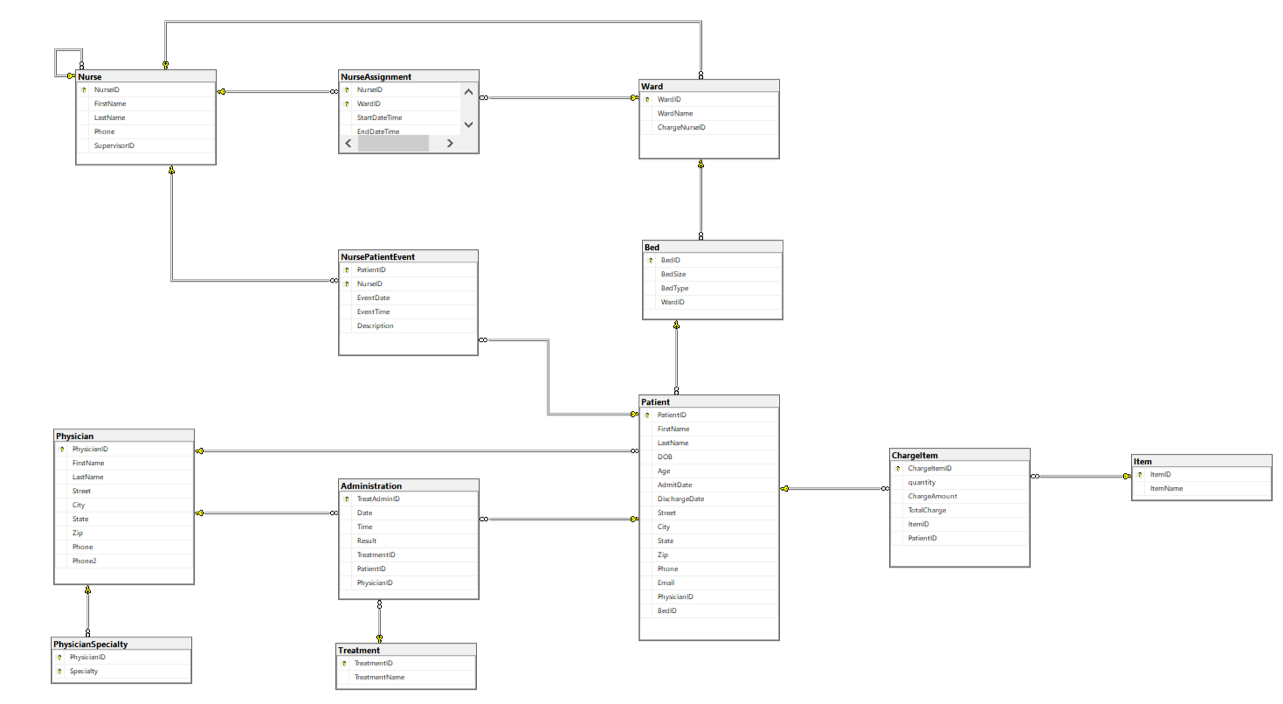 Nurse
NurseID
FirstName
LastName
Phone
SupervisorID
NurseAssignment
NurseID
WardID
StartDateTime
EndDateTime
Ward
WardID
WardName
ChargeNurseID
NursePatientEvent
PatientID
NurseID
EventDate
EventTime
Description
Bed
BedID
BedSize
BedType
WardID
Physician
PhysicianID
FirstName
LastName
Street
City
State
Zip
Phone
Phone2
Administration
TreatAdminID
Date
Time
Result
TreatmentID
PatientID
PhysicianID
Patient
PatientID
FirstName
LastName
DOB
Age
AdmitDate
DischargeDate
Street
City
State
Zip
Phone
Email
PhysicianID
BedID
ChargeItem
ChargeItemID
quantity
ChargeAmount
TotalCharge
ItemID
PatientID
Item
ItemID
ItemName
PhysicianSpecialty
PhysicianID
Specialty
Treatment
TreatmentID
TreatmentName